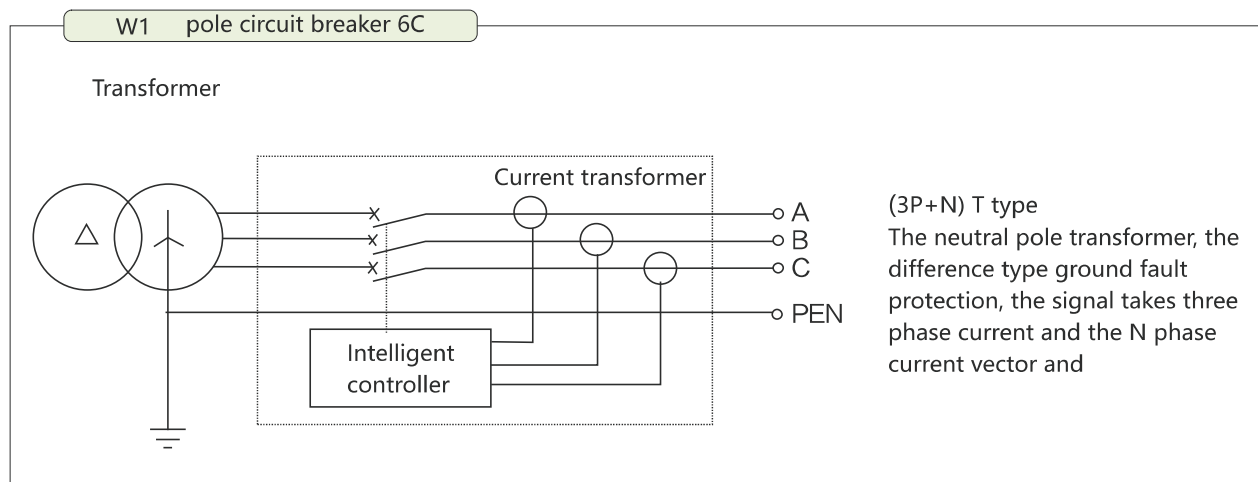 W1 pole circuit breaker 6C
Transformer
Current transformer
A
B
C
PEN
Intelligent
controller
(3P+N) T type
The neutral pole transformer, the
difference type ground fault
protection, the signal takes three
phase current and the N phase
current vector and